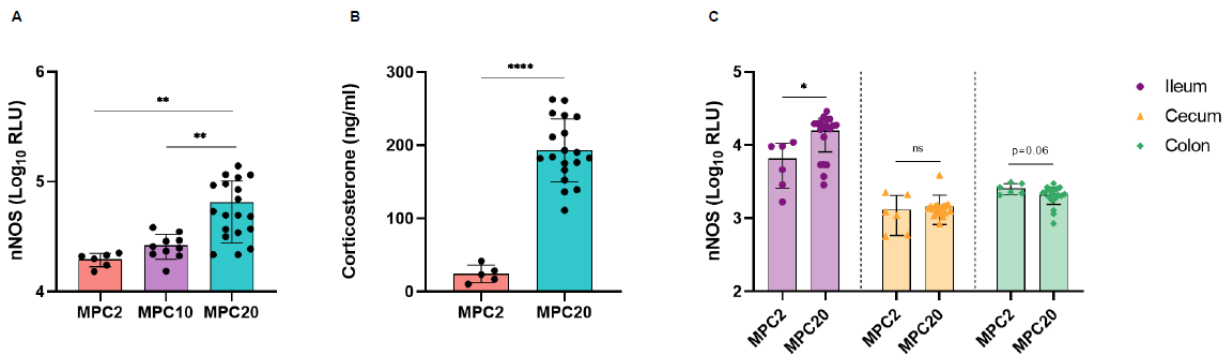 A
nNOS (Log10 RLU)
6
5
4
**
**
MPC2
MPC10
MPC20
B
Corticosterone (ng/ml)
300
200
100
0
****
MPC2
MPC20
C
nNOS (Log10 RLU)
5
4
3
2
*
ns
p=0.06
MPC2
MPC20
MPC2
MPC20
MPC2
MPC20
Ileum
Cecum
Colon